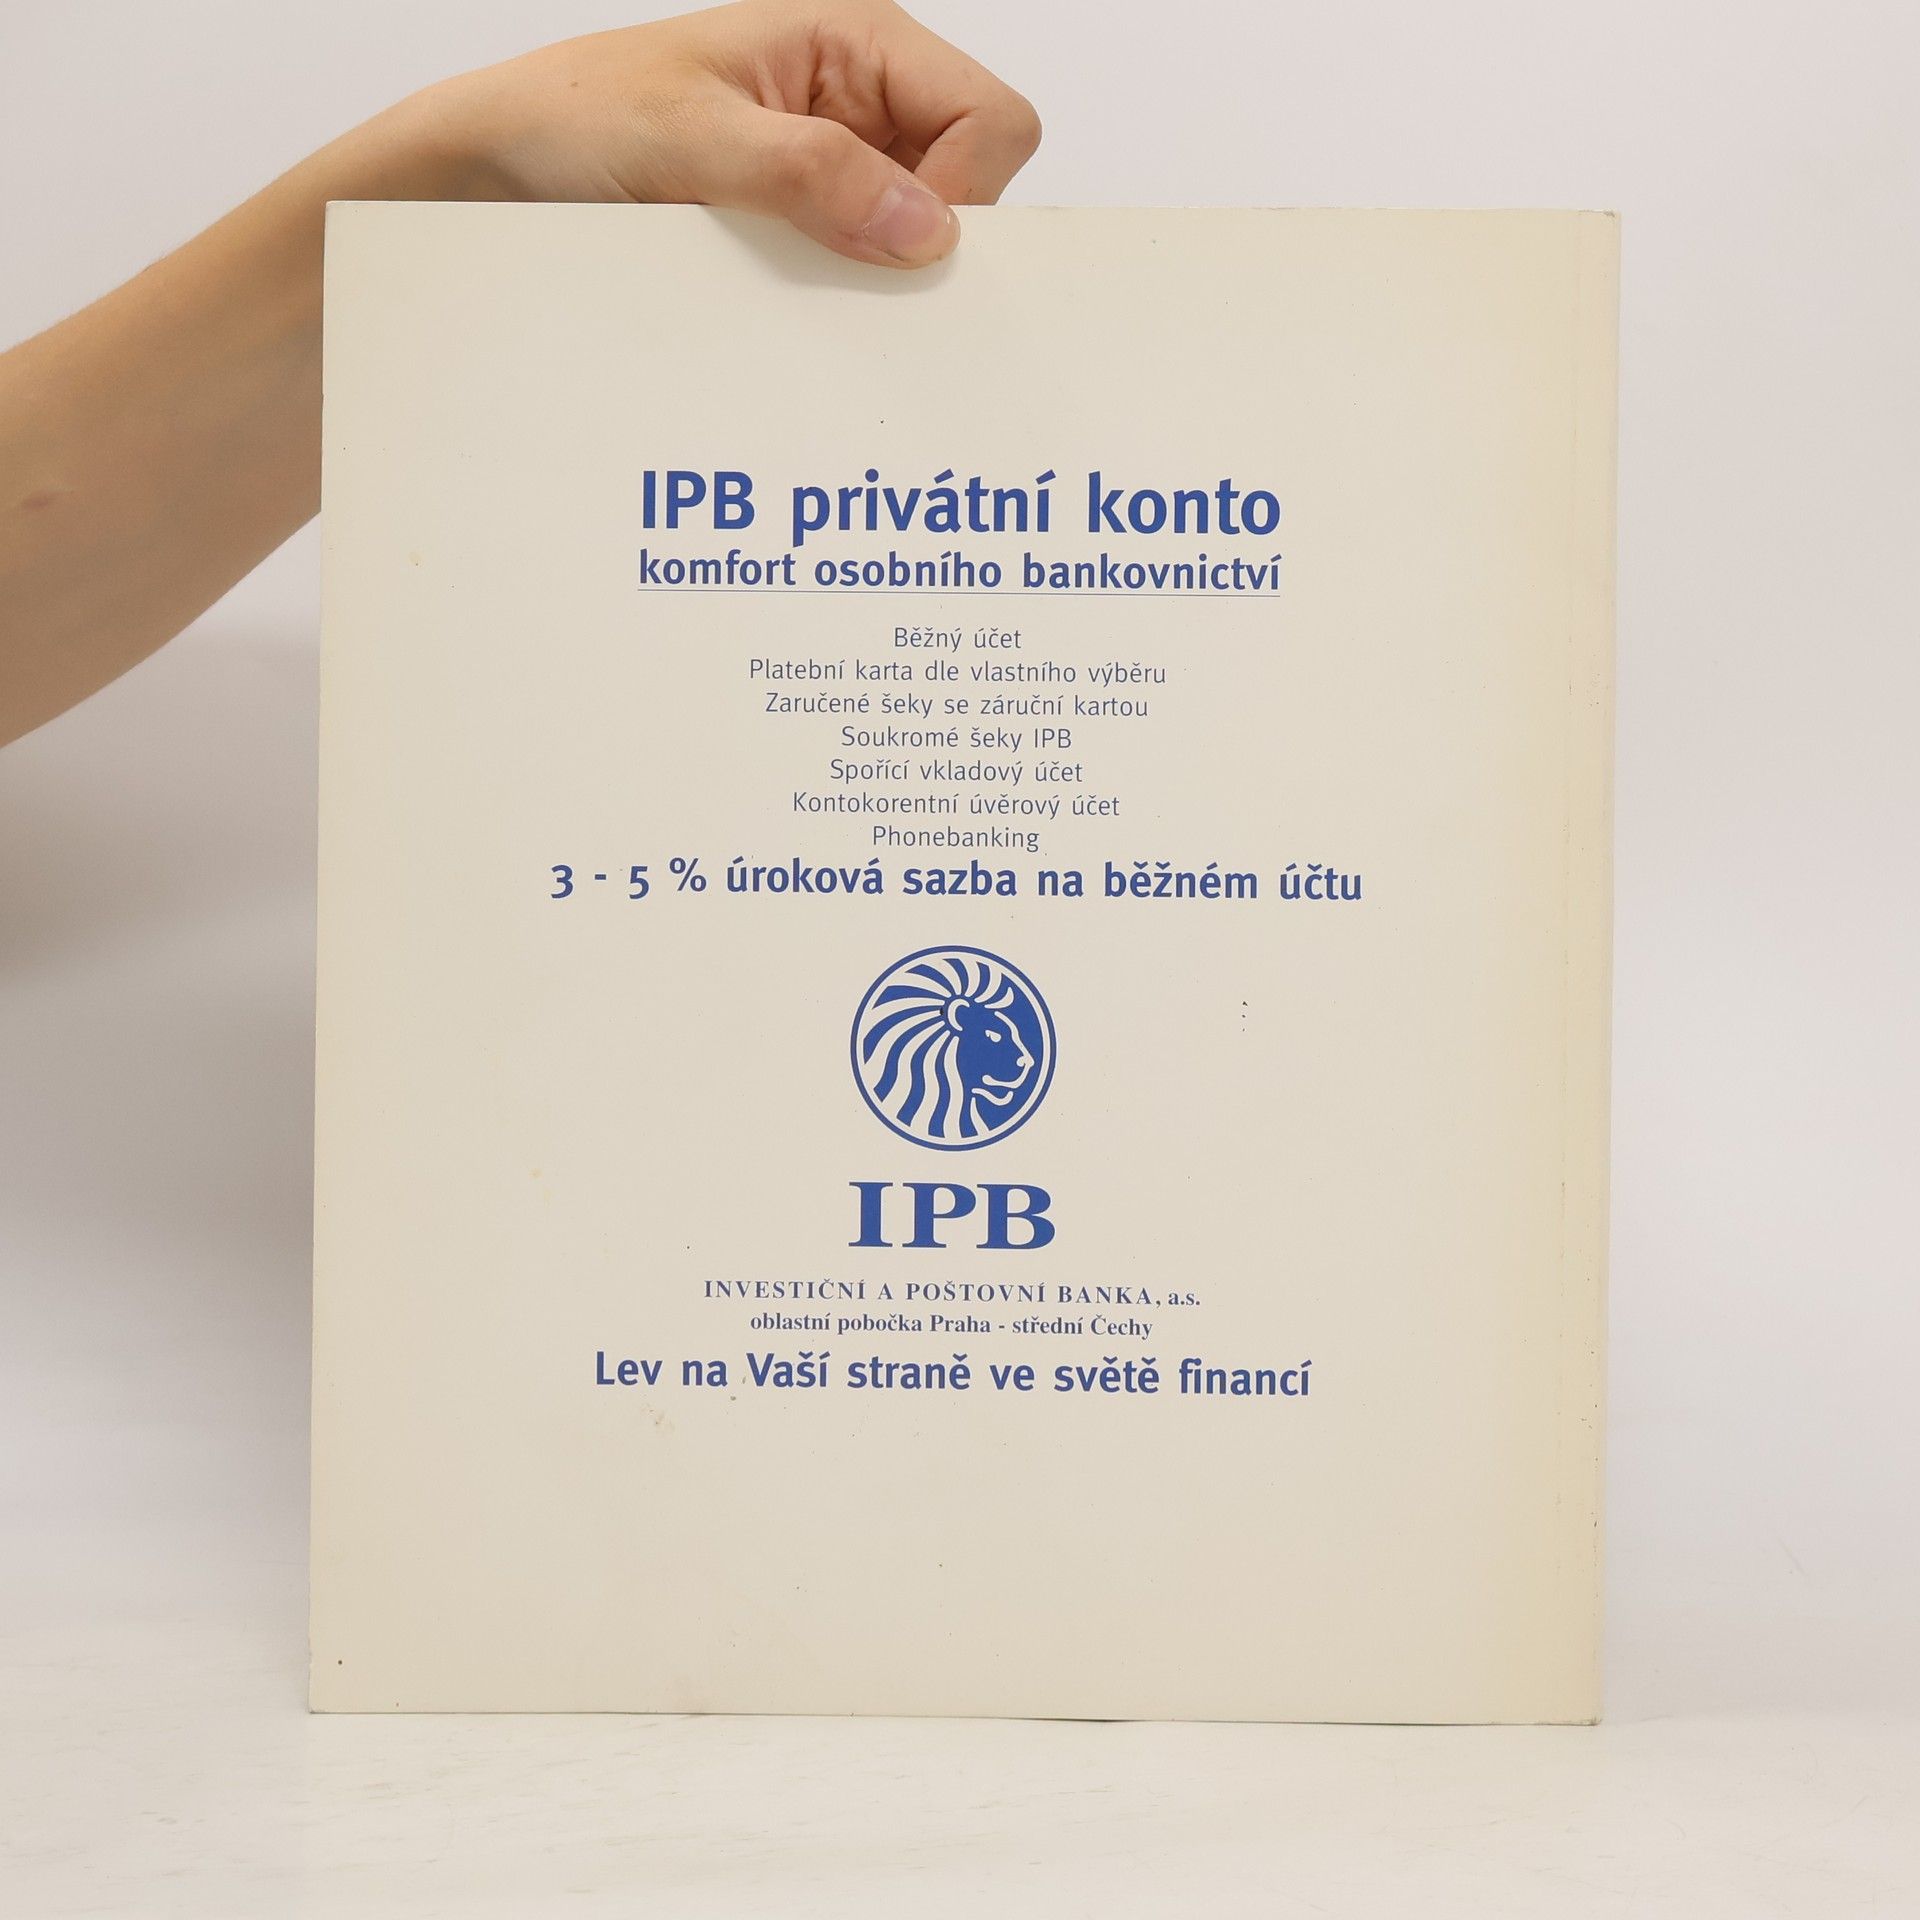 IPB privátní konto
komfort osobního bankovnictví
Běžný účet
Platební karta dle vlastního výběru
Zaručené šeky se záruční kartou
Soukromé šeky IPB
Spořící vkladový účet
Kontokorentní úvěrový účet
Phonebanking
3 - 5 % úroková sazba na běžném účtu
IPB
INVESTIČNÍ A POŠTOVNÍ BANKA, a.s.
oblastní pobočka Praha - střední Čechy
Lev na Vaší straně ve světě financí